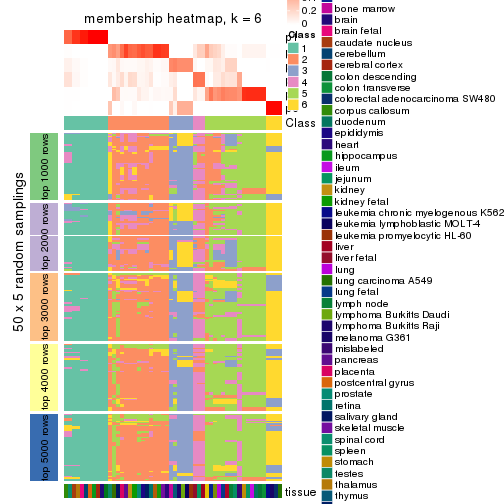 membership heatmap, k = 6
50 x 5 random samplings
top 1000 rows
top 2000 rows
top 3000 rows
top 4000 rows
top 5000 rows
0.2
0
Class
1
2
3
4
5
6
Class
tissue
bone marrow
brain
brain fetal
caudate nucleus
cerebellum
cerebral cortex
colon descending
colon transverse
colorectal adenocarcinoma SW480
corpus callosum
duodenum
epididymis
heart
hippocampus
ileum
jejunum
kidney
kidney fetal
leukemia chronic myelogenous K562
leukemia lymphoblastic MOLT-4
leukemia promyelocytic HL-60
liver
liver fetal
lung
lung carcinoma A549
lung fetal
lymph node
lymphoma Burkitts Daudi
lymphoma Burkitts Raji
melanoma G361
mislabeled
pancreas
placenta
postcentral gyrus
prostate
retina
salivary gland
skeletal muscle
spinal cord
spleen
stomach
testes
thalamus
thymus